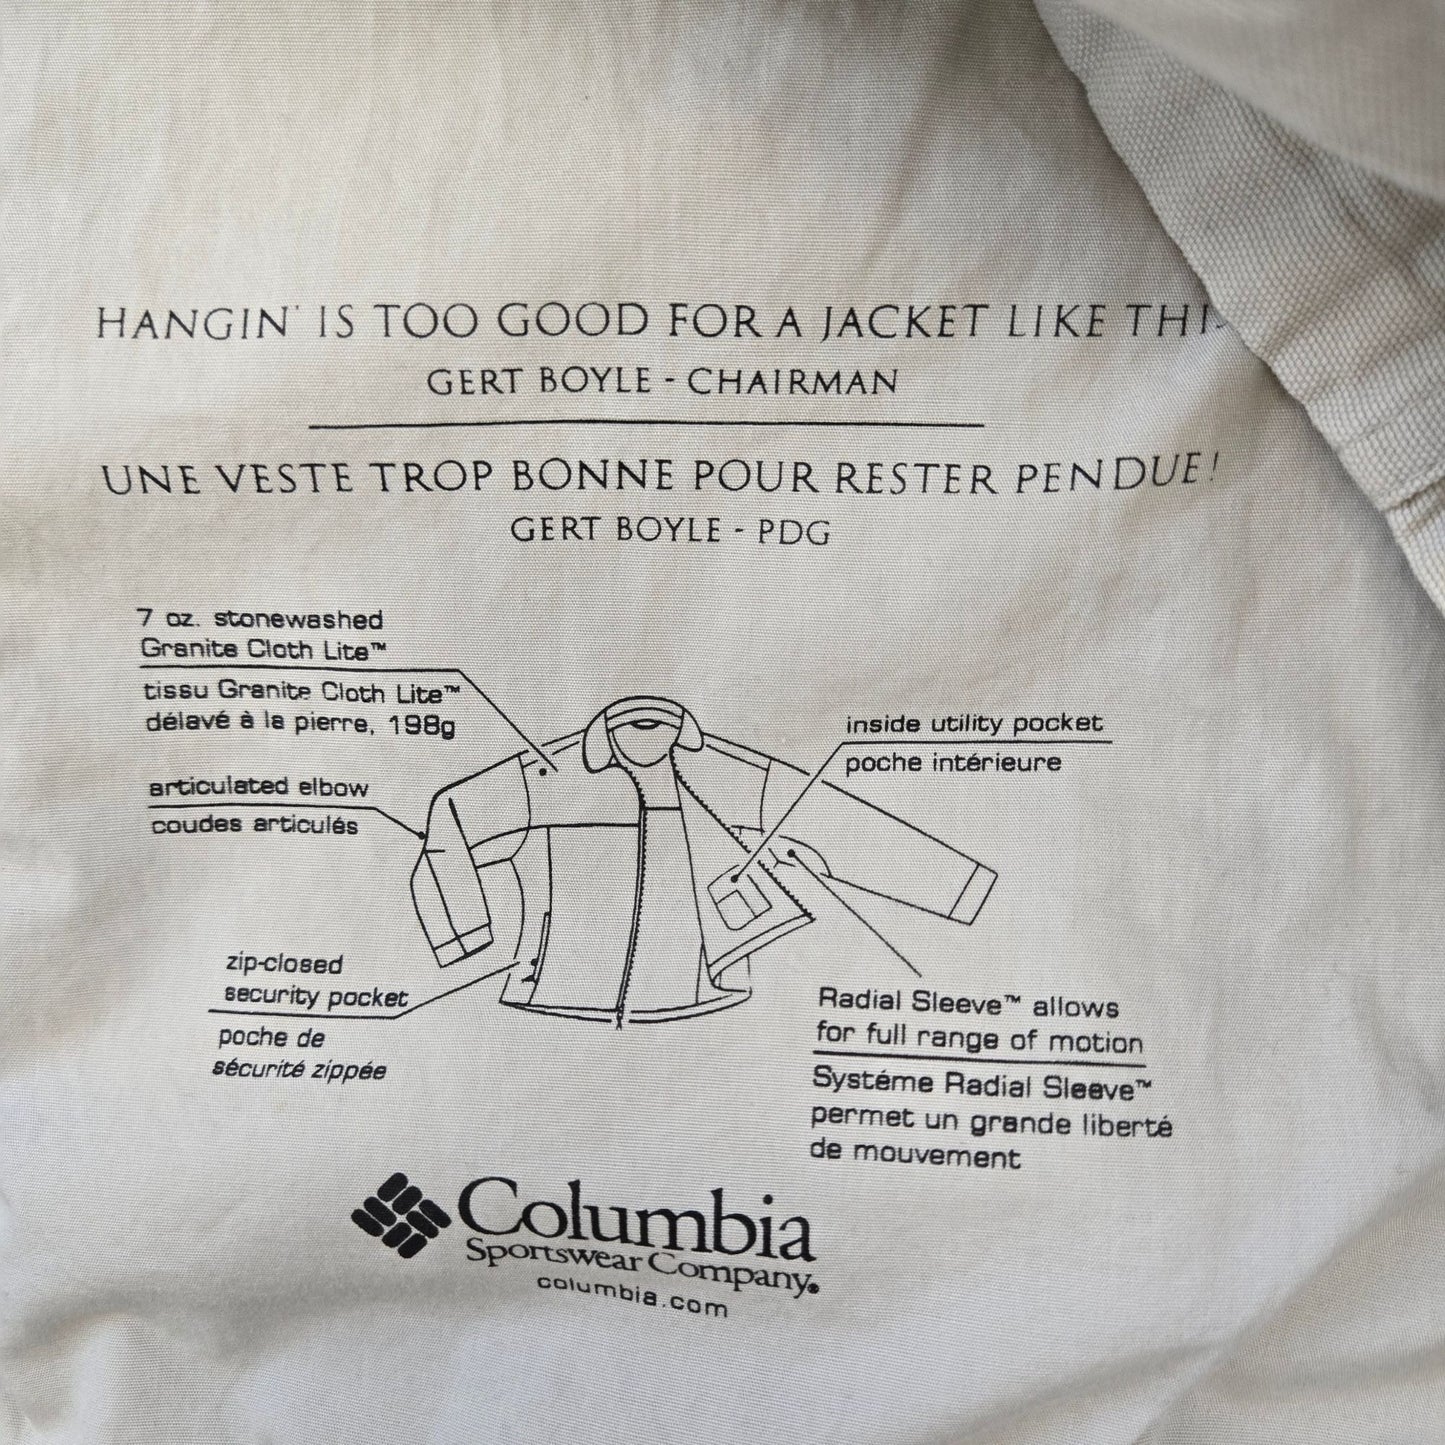 HANGIN' IS TOO GOOD FOR A JACKET LIKE
GERT BOYLE - CHAIRMAN
UNE VESTE TROP BONNE POUR RESTER PENDUE!
GERT BOYLE - PDG
7 oz. stonewashed
Granite Cloth Lite™
tissu Granite Cloth Lite™
délavé à la pierre, 198g
articulated elbow
coudes articulés
inside utility pocket
poche intérieure
zip-closed
security pocket
poche de
sécurité zippée
Radial Sleeve™ allows
for full range of motion
Systéme Radial Sleeve™
permet un grande liberté
de mouvement
Columbia
Sportswear Company®
columbia.com